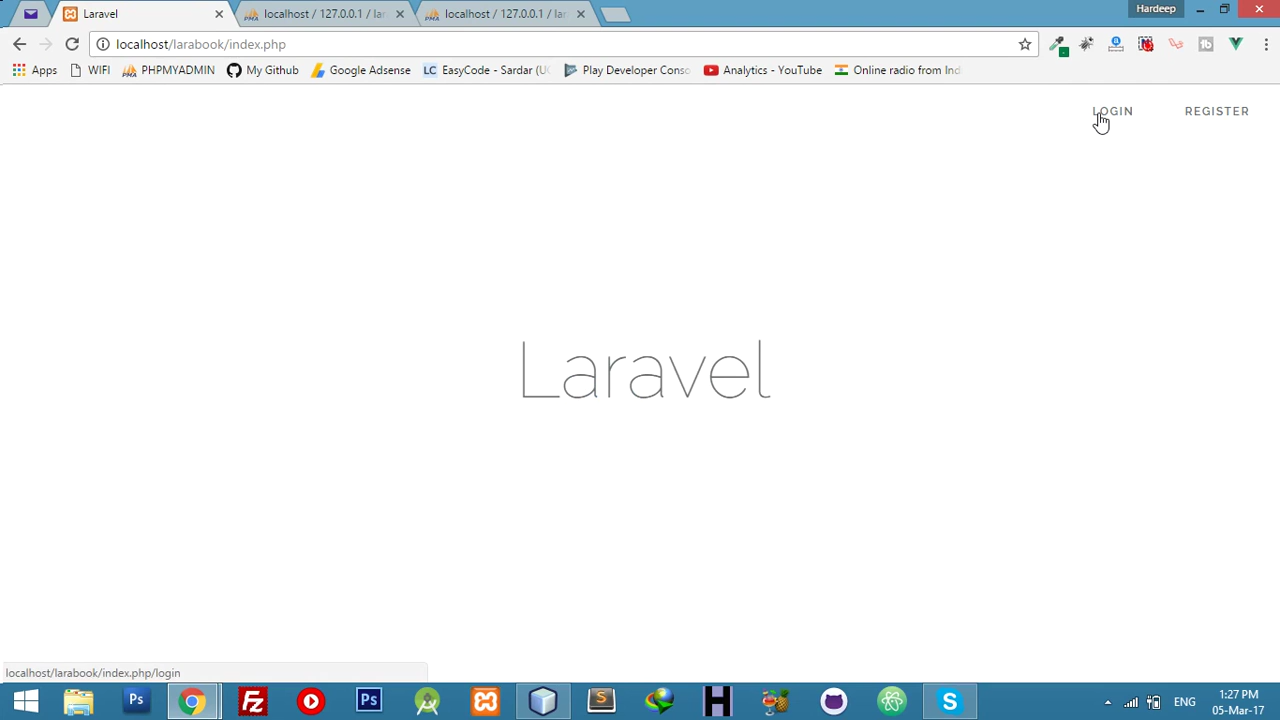 Laravel
localhost / 127.0.0.1 / lar
localhost / 127.0.0.1 / lar
Hardeep
localhost/larabook/index.php
Apps
WIFI
PHPMYADMIN
My Github
Google Adsense
LC EasyCode - Sardar (UC
Play Developer Conso
Analytics - YouTube
Online radio from Ind
LOGIN
REGISTER
Laravel
localhost/larabook/index.php/login
ENG
1:27 PM
05-Mar-17